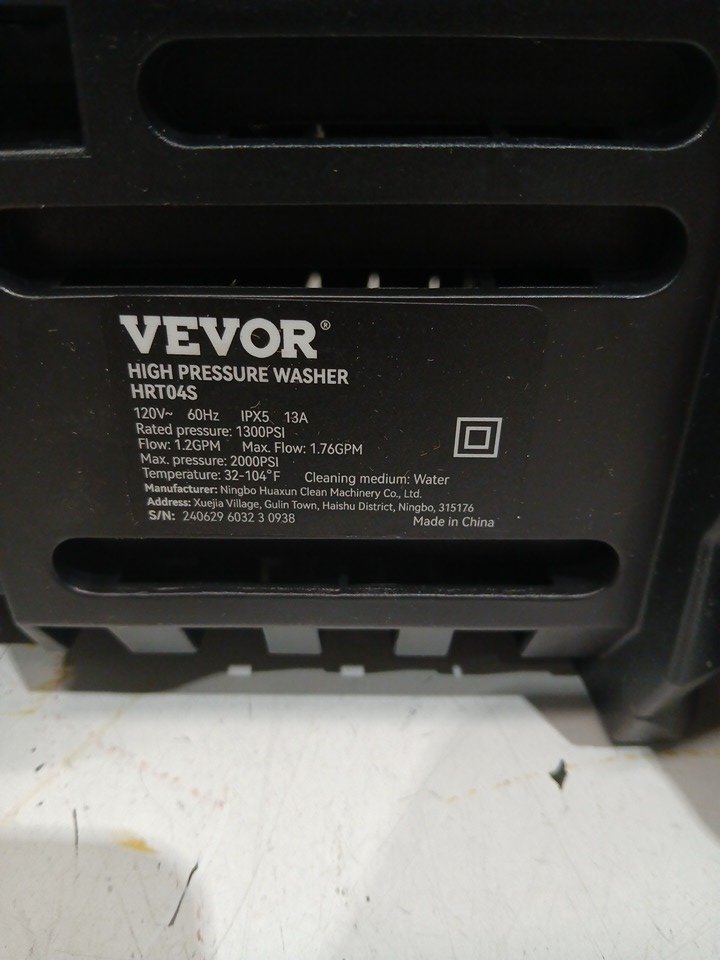 VEVOR®
HIGH PRESSURE WASHER
HRT04S
120V~ 60Hz IPX5 13A
Rated pressure: 1300PSI
Flow: 1.2GPM Max. Flow: 1.76GPM
Max. pressure: 2000PSI
Temperature: 32-104°F Cleaning medium: Water
Manufacturer: Ningbo Huaxun Clean Machinery Co., Ltd.
Address: Xuejia Village, Gulin Town, Haishu District, Ningbo, 315176
S/N: 240629 6032 3 0938 Made in China